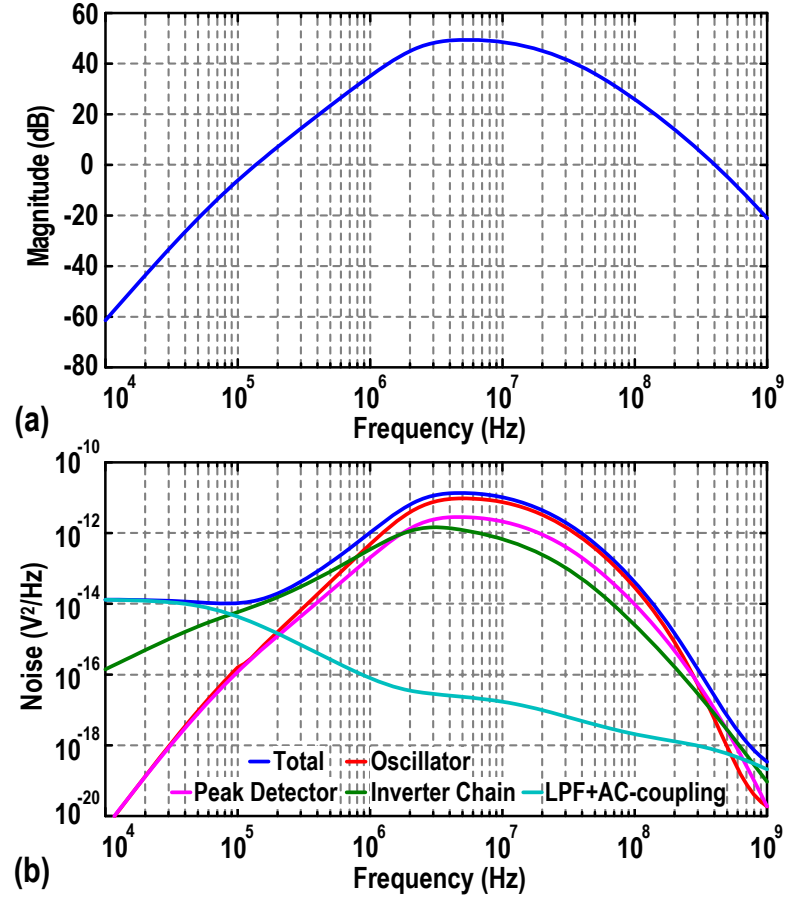 60
40
20
0
-20
-40
-60
-80
Magnitude (dB)
10^4 10^5 10^6 10^7 10^8 10^9
Frequency (Hz)
(a)
10^-10
10^-12
10^-14
10^-16
10^-18
10^-20
Noise (V^2/Hz)
Total Oscillator
Peak Detector Inverter Chain LPF+AC-coupling
10^4 10^5 10^6 10^7 10^8 10^9
Frequency (Hz)
(b)